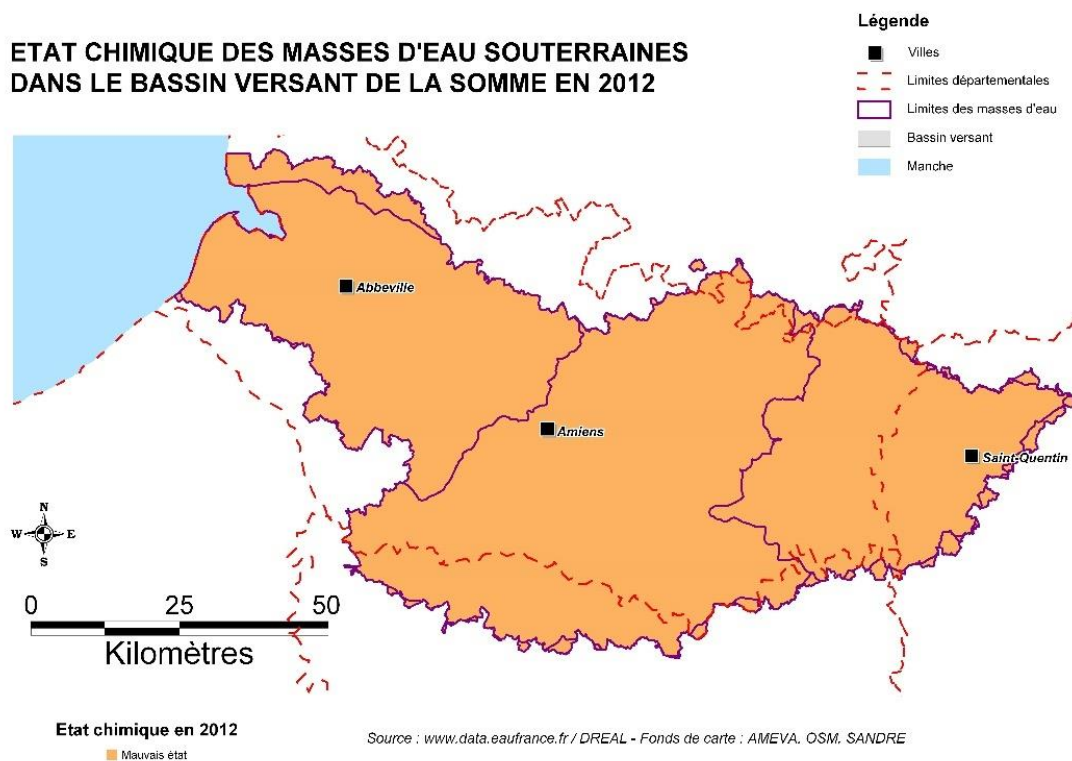 ETAT CHIMIQUE DES MASSES D'EAU SOUTERRAINES
DANS LE BASSIN VERSANT DE LA SOMME EN 2012
Légende
Villes
Limites départementales
Limites des masses d'eau
Bassin versant
Manche
Abbeville
Amiens
Saint-Quentin
N
W E
S
0 25 50
Kilomètres
Etat chimique en 2012
Mauvais état
Source : www.data.eaufrance.fr / DREAL - Fonds de carte : AMEVA, OSM, SANDRE